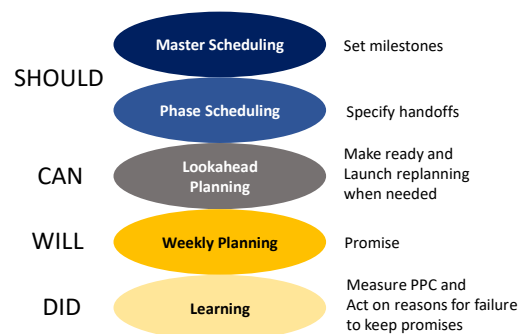 SHOULD
Master Scheduling
Set milestones
Phase Scheduling
Specify handoffs
CAN
Lookahead
Planning
Make ready and
Launch replanning
when needed
WILL
Weekly Planning
Promise
DID
Learning
Measure PPC and
Act on reasons for failure
to keep promises